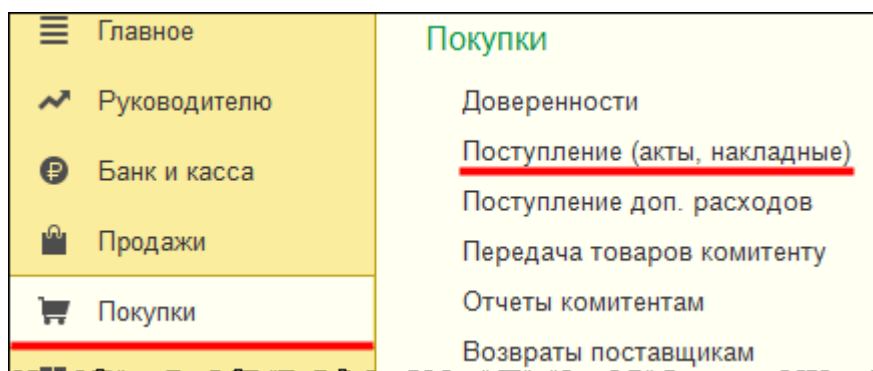 Главное
Руководителю
Банк и касса
Продажи
Покупки
Покупки
Доверенности
Поступление (акты, накладные)
Поступление доп. расходов
Передача товаров комитенту
Отчеты комитентам
Возвраты поставщикам